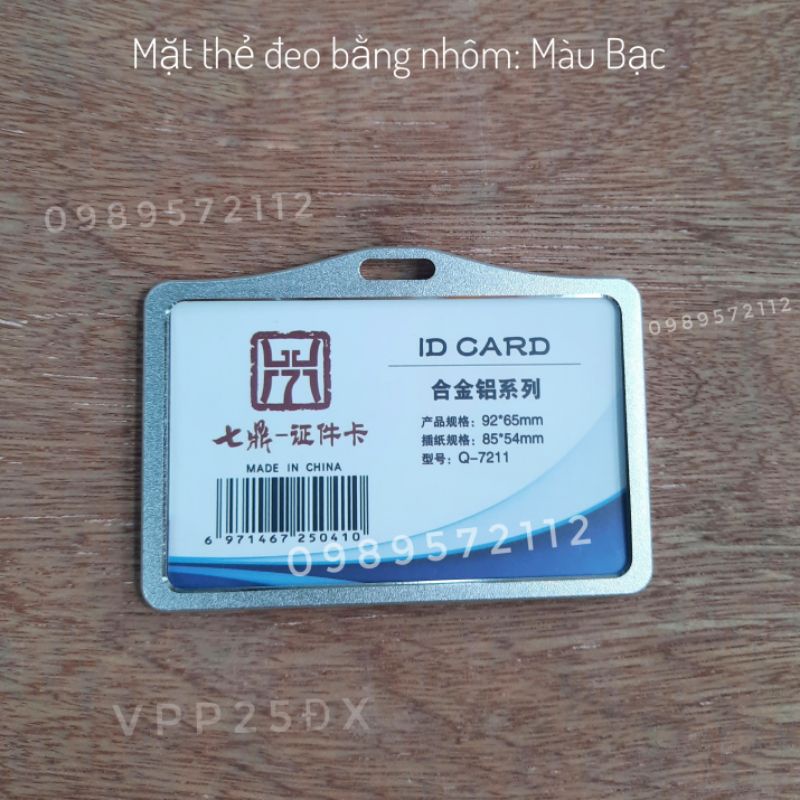 Mặt thẻ đeo bằng nhôm: Màu Bạc
0989572112
0989572112
ID CARD
合金铝系列
七鼎-证件卡
产品规格：92*65mm
插纸规格：85*54mm
型号：Q-7211
MADE IN CHINA
6 971467 250410
0989572112
VPP25ĐX